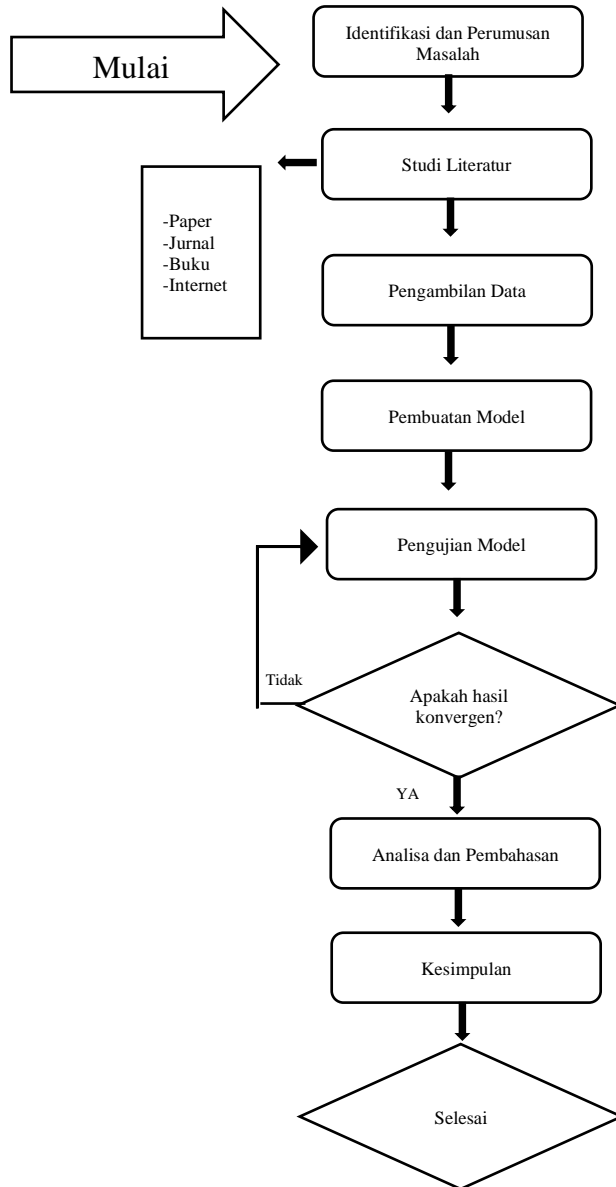 Mulai
Identifikasi dan Perumusan
Masalah
Studi Literatur
-Paper
-Jurnal
-Buku
-Internet
Pengambilan Data
Pembuatan Model
Pengujian Model
Tidak
Apakah hasil
konvergen?
YA
Analisa dan Pembahasan
Kesimpulan
Selesai